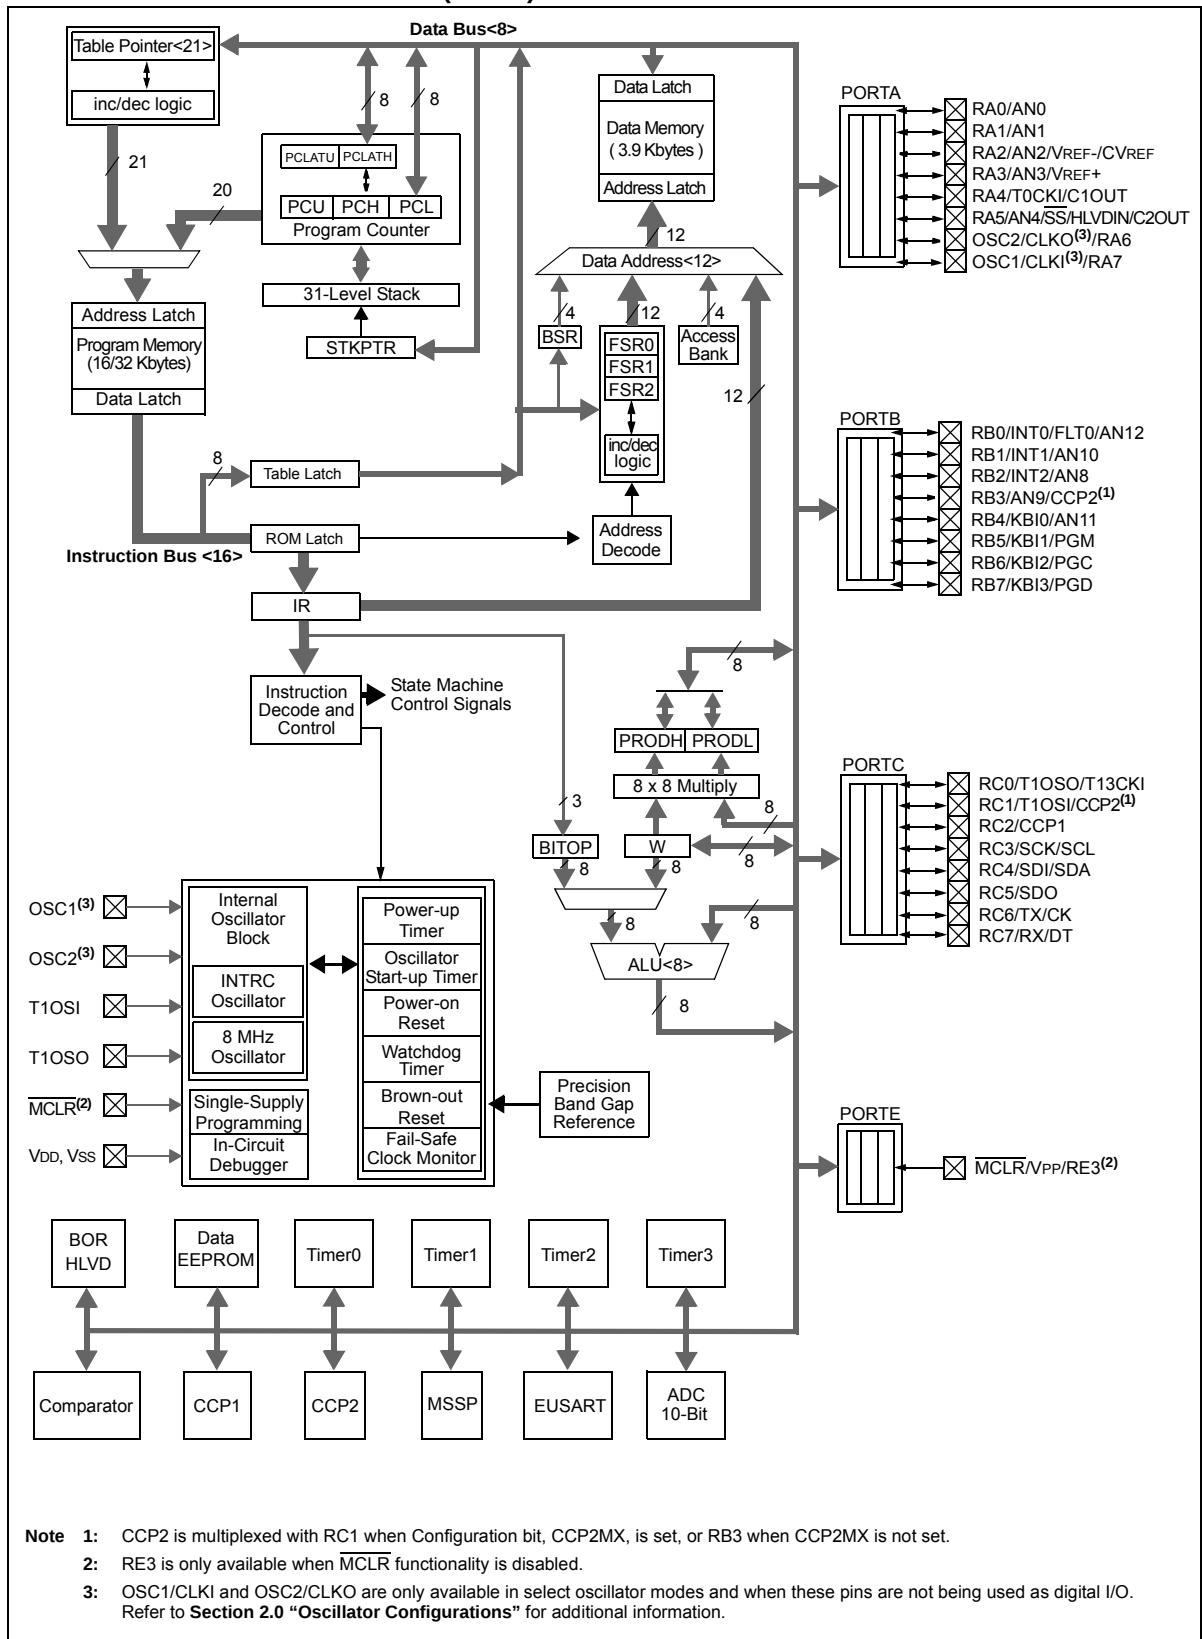 Data Bus<8>
Table Pointer<21>
inc/dec logic
21
20
8
8
PCLATU PCLATH
PCU PCH PCL
Program Counter
31-Level Stack
STKPTR
Address Latch
Program Memory
(16/32 Kbytes)
Data Latch
8
Table Latch
ROM Latch
Instruction Bus <16>
IR
Data Latch
Data Memory
( 3.9 Kbytes )
Address Latch
12
Data Address<12>
4
12
4
BSR
FSR0
FSR1
FSR2
inc/dec
logic
Access
Bank
12
Address
Decode
Instruction
Decode and
Control
State Machine
Control Signals
8
PRODH PRODL
8 x 8 Multiply
3
8
BITOP
W
8
8
8
8
8
ALU<8>
8
OSC1(3)
OSC2(3)
T1OSI
T1OSO
MCLR(2)
VDD, VSS
Internal
Oscillator
Block
INTRC
Oscillator
8 MHz
Oscillator
Single-Supply
Programming
In-Circuit
Debugger
Power-up
Timer
Oscillator
Start-up Timer
Power-on
Reset
Watchdog
Timer
Brown-out
Reset
Fail-Safe
Clock Monitor
Precision
Band Gap
Reference
PORTA
RA0/AN0
RA1/AN1
RA2/AN2/VREF-/CVREF
RA3/AN3/VREF+
RA4/T0CKI/C1OUT
RA5/AN4/SS/HLVDIN/C2OUT
OSC2/CLKO(3)/RA6
OSC1/CLKI(3)/RA7
PORTB
RB0/INT0/FLT0/AN12
RB1/INT1/AN10
RB2/INT2/AN8
RB3/AN9/CCP2(1)
RB4/KBI0/AN11
RB5/KBI1/PGM
RB6/KBI2/PGC
RB7/KBI3/PGD
PORTC
RC0/T1OSO/T13CKI
RC1/T1OSI/CCP2(1)
RC2/CCP1
RC3/SCK/SCL
RC4/SDI/SDA
RC5/SDO
RC6/TX/CK
RC7/RX/DT
PORTE
MCLR/VPP/RE3(2)
BOR
HLVD
Data
EEPROM
Timer0
Timer1
Timer2
Timer3
Comparator
CCP1
CCP2
MSSP
EUSART
ADC
10-Bit
Note 1: CCP2 is multiplexed with RC1 when Configuration bit, CCP2MX, is set, or RB3 when CCP2MX is not set.
2: RE3 is only available when MCLR functionality is disabled.
3: OSC1/CLKI and OSC2/CLKO are only available in select oscillator modes and when these pins are not being used as digital I/O.
Refer to Section 2.0 “Oscillator Configurations” for additional information.